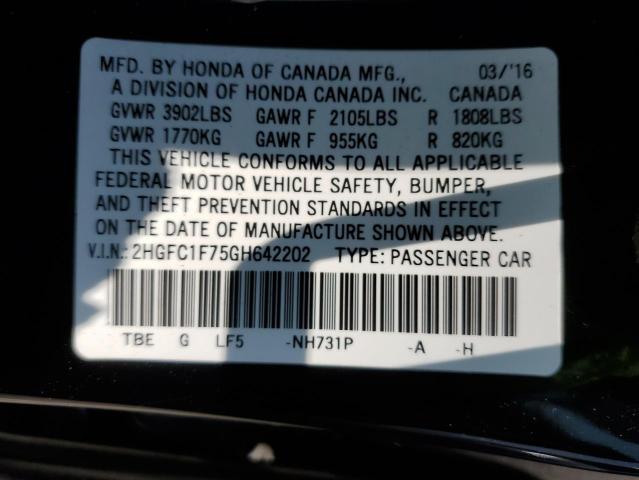 MFD. BY HONDA OF CANADA MFG., 03/'16
A DIVISION OF HONDA CANADA INC. CANADA
GVWR 3902LBS GAWR F 2105LBS R 1808LBS
GVWR 1770KG GAWR F 955KG R 820KG
THIS VEHICLE CONFORMS TO ALL APPLICABLE
FEDERAL MOTOR VEHICLE SAFETY, BUMPER,
AND THEFT PREVENTION STANDARDS IN EFFECT
ON THE DATE OF MANUFACTURE SHOWN ABOVE.
V.I.N.: 2HGFC1F75GH642202 TYPE: PASSENGER CAR
TBE G LF5 -NH731P -A -H